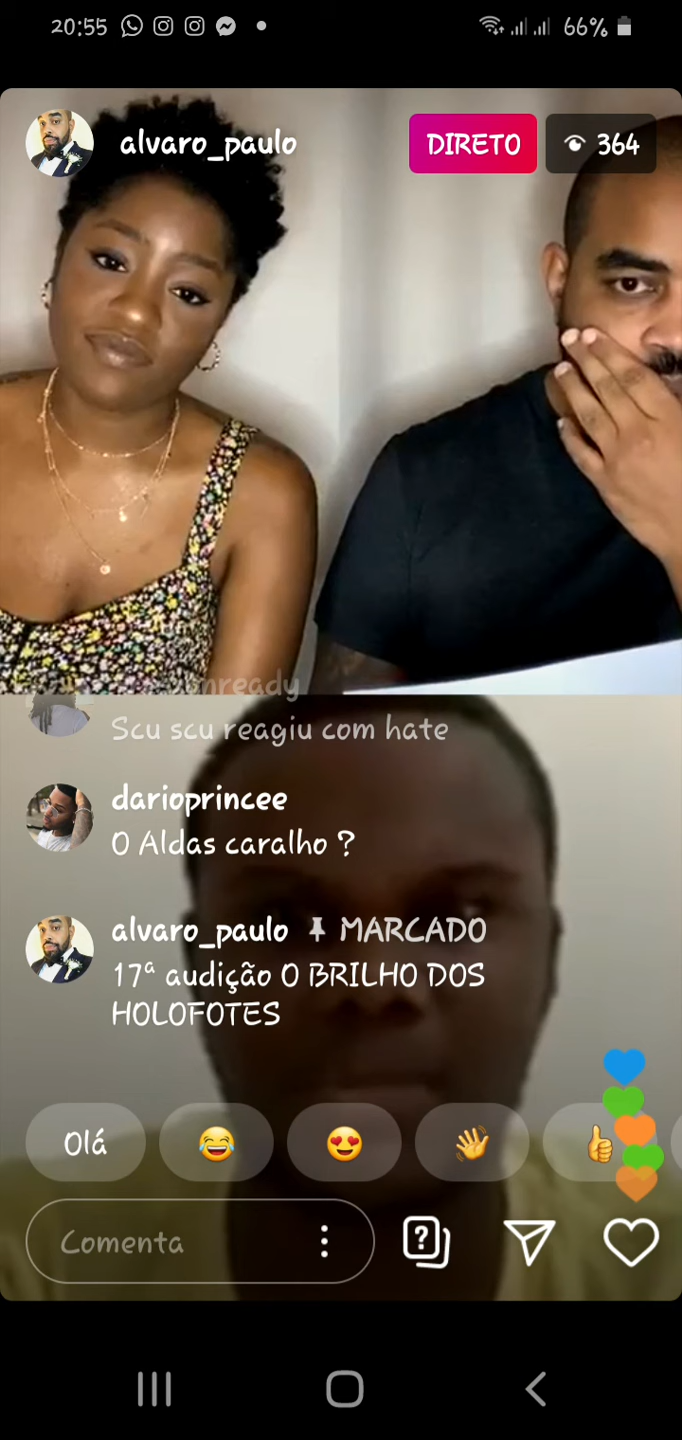 20:55
66%
alvaro_paulo
DIRETO
364
Scu scu reagiu com hate
darioprincee
O Aldas caralho ?
alvaro_paulo MARCADO
17ª audição O BRILHO DOS
HOLOFOTES
Olá
Comenta